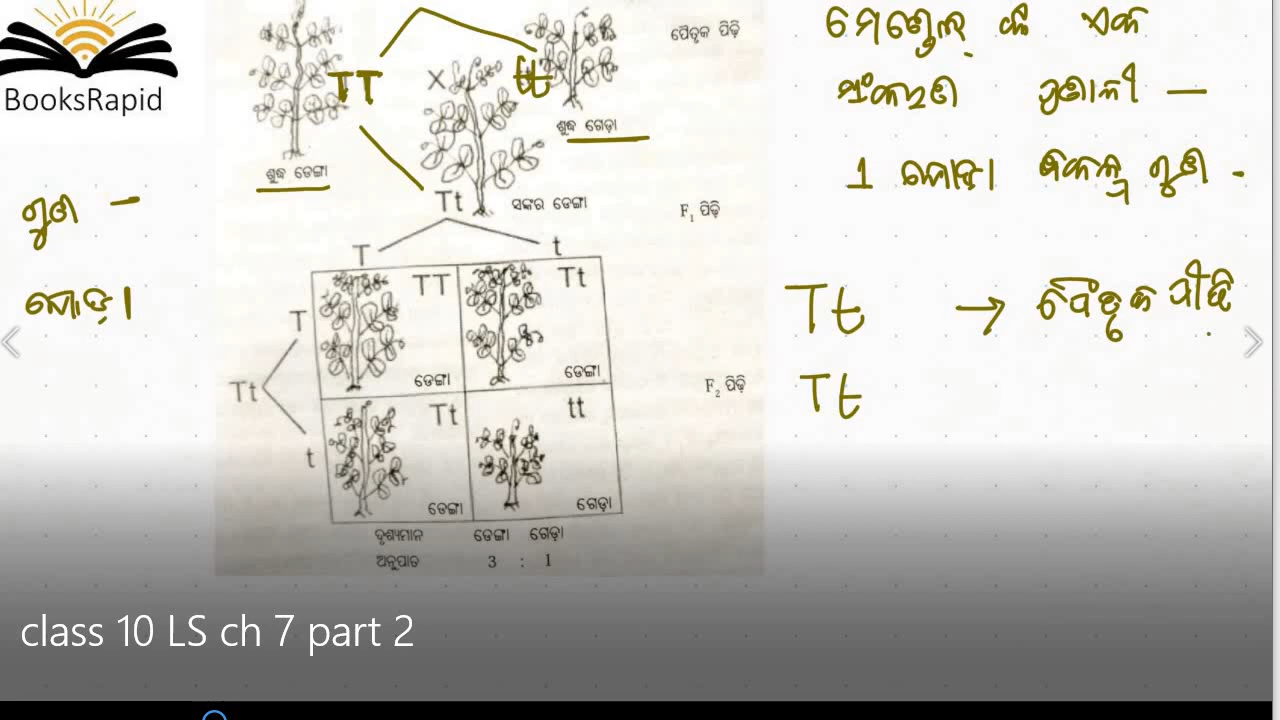 BooksRapid
TT
tt
X
ପୈତୃକ ପିଢ଼ି
ଶୁଦ୍ଧ ଡେଙ୍ଗା
ଶୁଦ୍ଧ ଗେଡ଼ା
Tt
ସଙ୍କର ଡେଙ୍ଗା
F1 ପିଢ଼ି
T
t
TT
Tt
T
ଡେଙ୍ଗା
ଡେଙ୍ଗା
Tt
F2 ପିଢ଼ି
Tt
tt
t
ଡେଙ୍ଗା
ଗେଡ଼ା
ଦୃଶ୍ୟମାନ ଡେଙ୍ଗା ଗେଡ଼ା
ଅନୁପାତ 3 : 1
ଗୁଣ –
ଜୋଡ଼ା
ମେଣ୍ଡେଲ୍ ଙ୍କ ଏକ
ସଂକରଣ ପ୍ରଣାଳୀ —
1 ଜୋଡ଼ା ବିକଳ୍ପ ଗୁଣ -
Tt → ପୈତୃକ ପୀଢ଼ି
Tt
class 10 LS ch 7 part 2